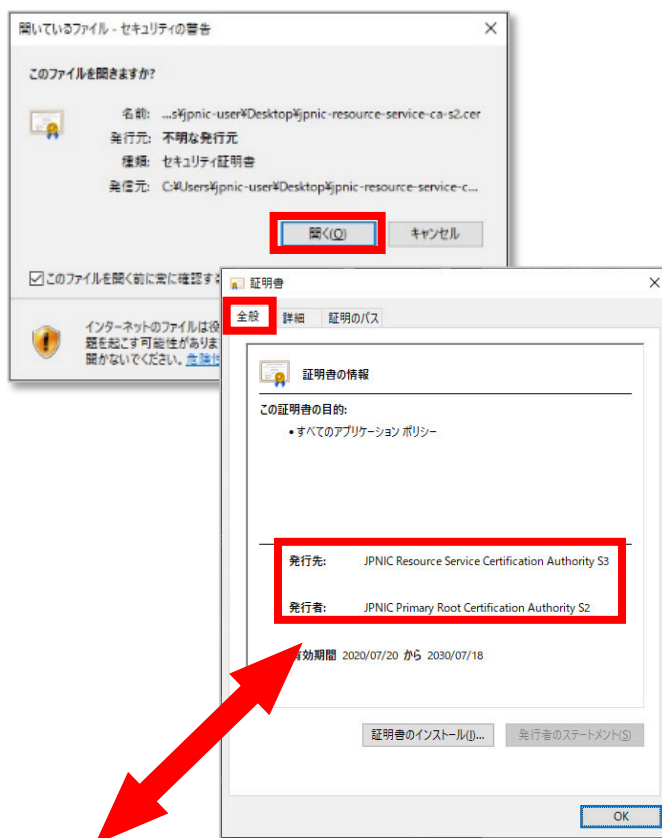 開いているファイル - セキュリティの警告
このファイルを開きますか?
名前: ...s¥jpnic-user¥Desktop¥jpnic-resource-service-ca-s2.cer
発行元: 不明な発行元
種類: セキュリティ証明書
発信元: C:¥Users¥jpnic-user¥Desktop¥jpnic-resource-service-c...
開く(O)
キャンセル
このファイルを開く前に常に確認する
インターネットのファイルは役
題を起こす可能性がありま
開かないでください。危険性
証明書
全般 詳細 証明のパス
証明書の情報
この証明書の目的:
• すべてのアプリケーション ポリシー
発行先: JPNIC Resource Service Certification Authority S3
発行者: JPNIC Primary Root Certification Authority S2
有効期間 2020/07/20 から 2030/07/18
証明書のインストール(I)... 発行者のステートメント(S)
OK